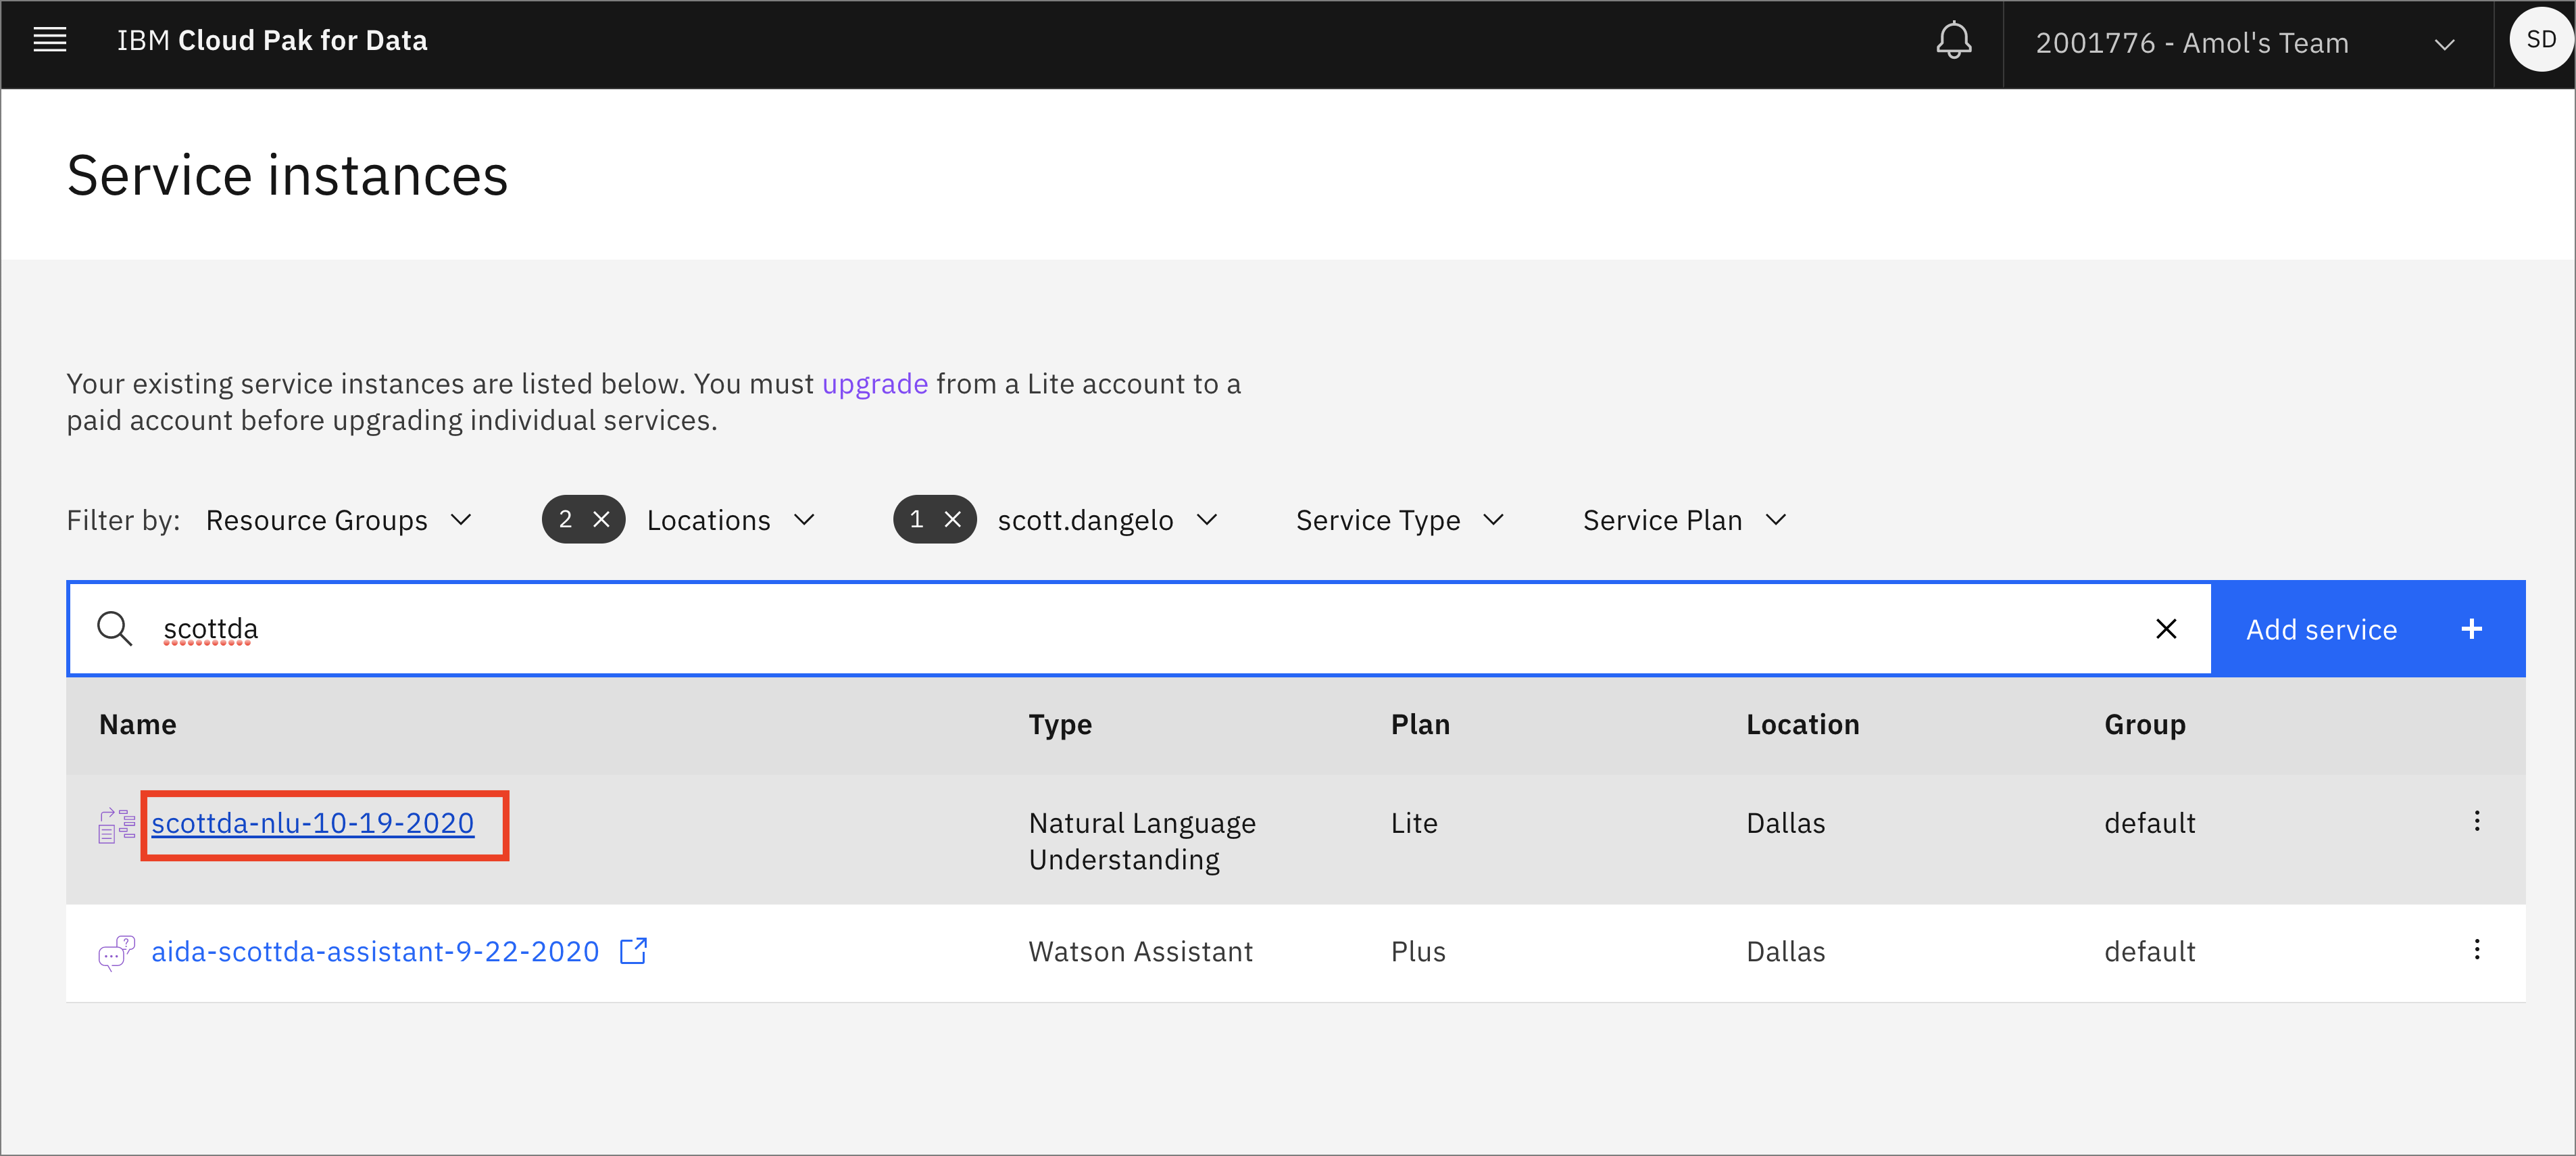 IBM Cloud Pak for Data
2001776 - Amol's Team
SD
Service instances
Your existing service instances are listed below. You must upgrade from a Lite account to a
paid account before upgrading individual services.
Filter by: Resource Groups 2 Locations 1 scott.dangelo Service Type Service Plan
scottda
Add service +
Name Type Plan Location Group
scottda-nlu-10-19-2020 Natural Language Lite Dallas default
Understanding
aida-scottda-assistant-9-22-2020 Watson Assistant Plus Dallas default